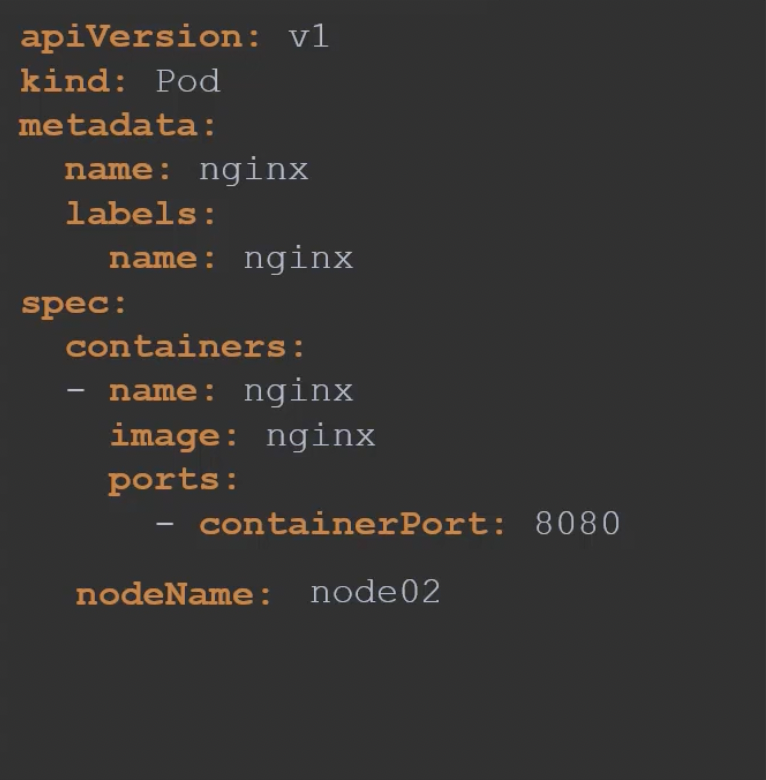 apiVersion: v1
kind: Pod
metadata:
  name: nginx
  labels:
    name: nginx
spec:
  containers:
  - name: nginx
    image: nginx
    ports:
      - containerPort: 8080
  nodeName: node02